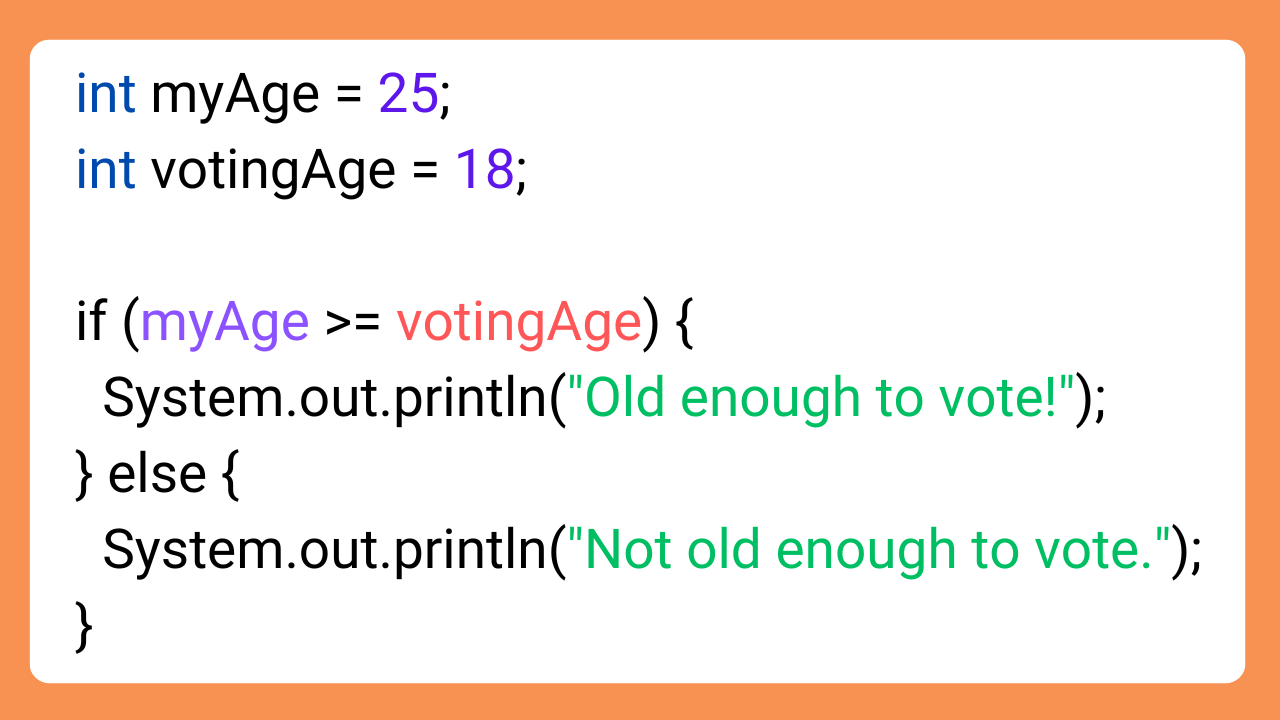 int myAge = 25;
int votingAge = 18;
if (myAge >= votingAge) {
  System.out.println("Old enough to vote!");
} else {
  System.out.println("Not old enough to vote.");
}